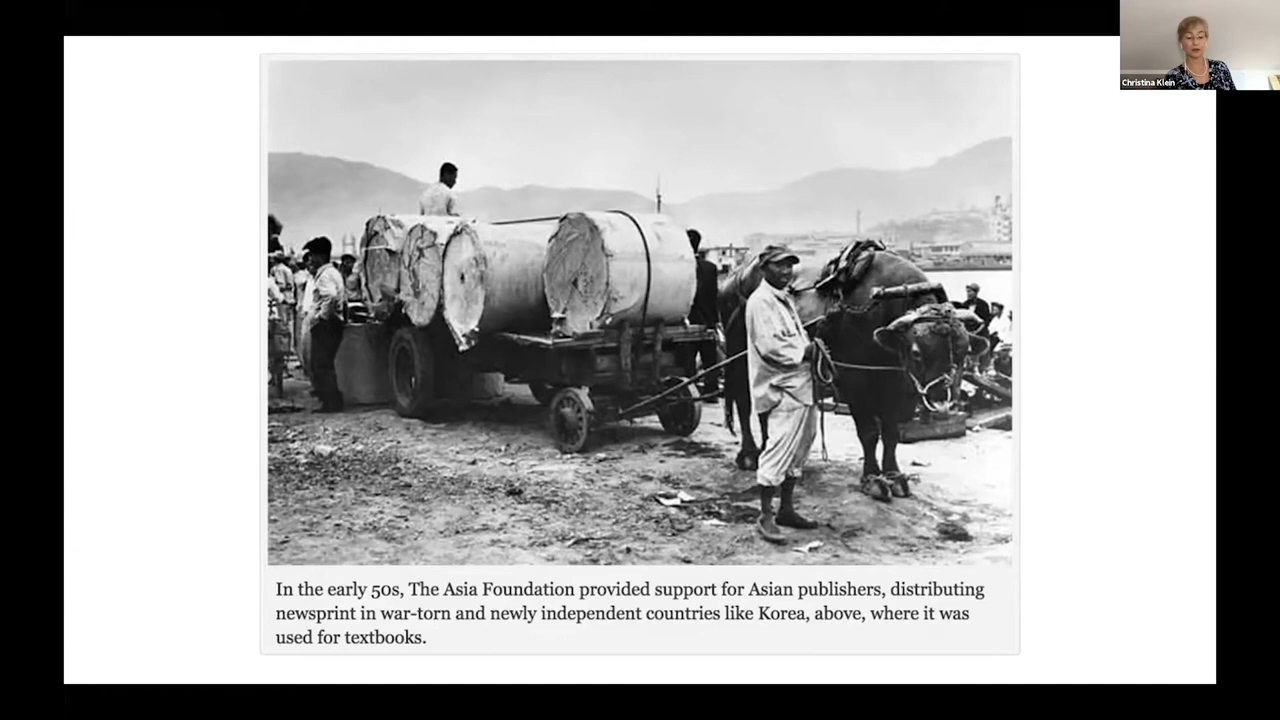 Christina Klein
In the early 50s, The Asia Foundation provided support for Asian publishers, distributing
newsprint in war-torn and newly independent countries like Korea, above, where it was
used for textbooks.